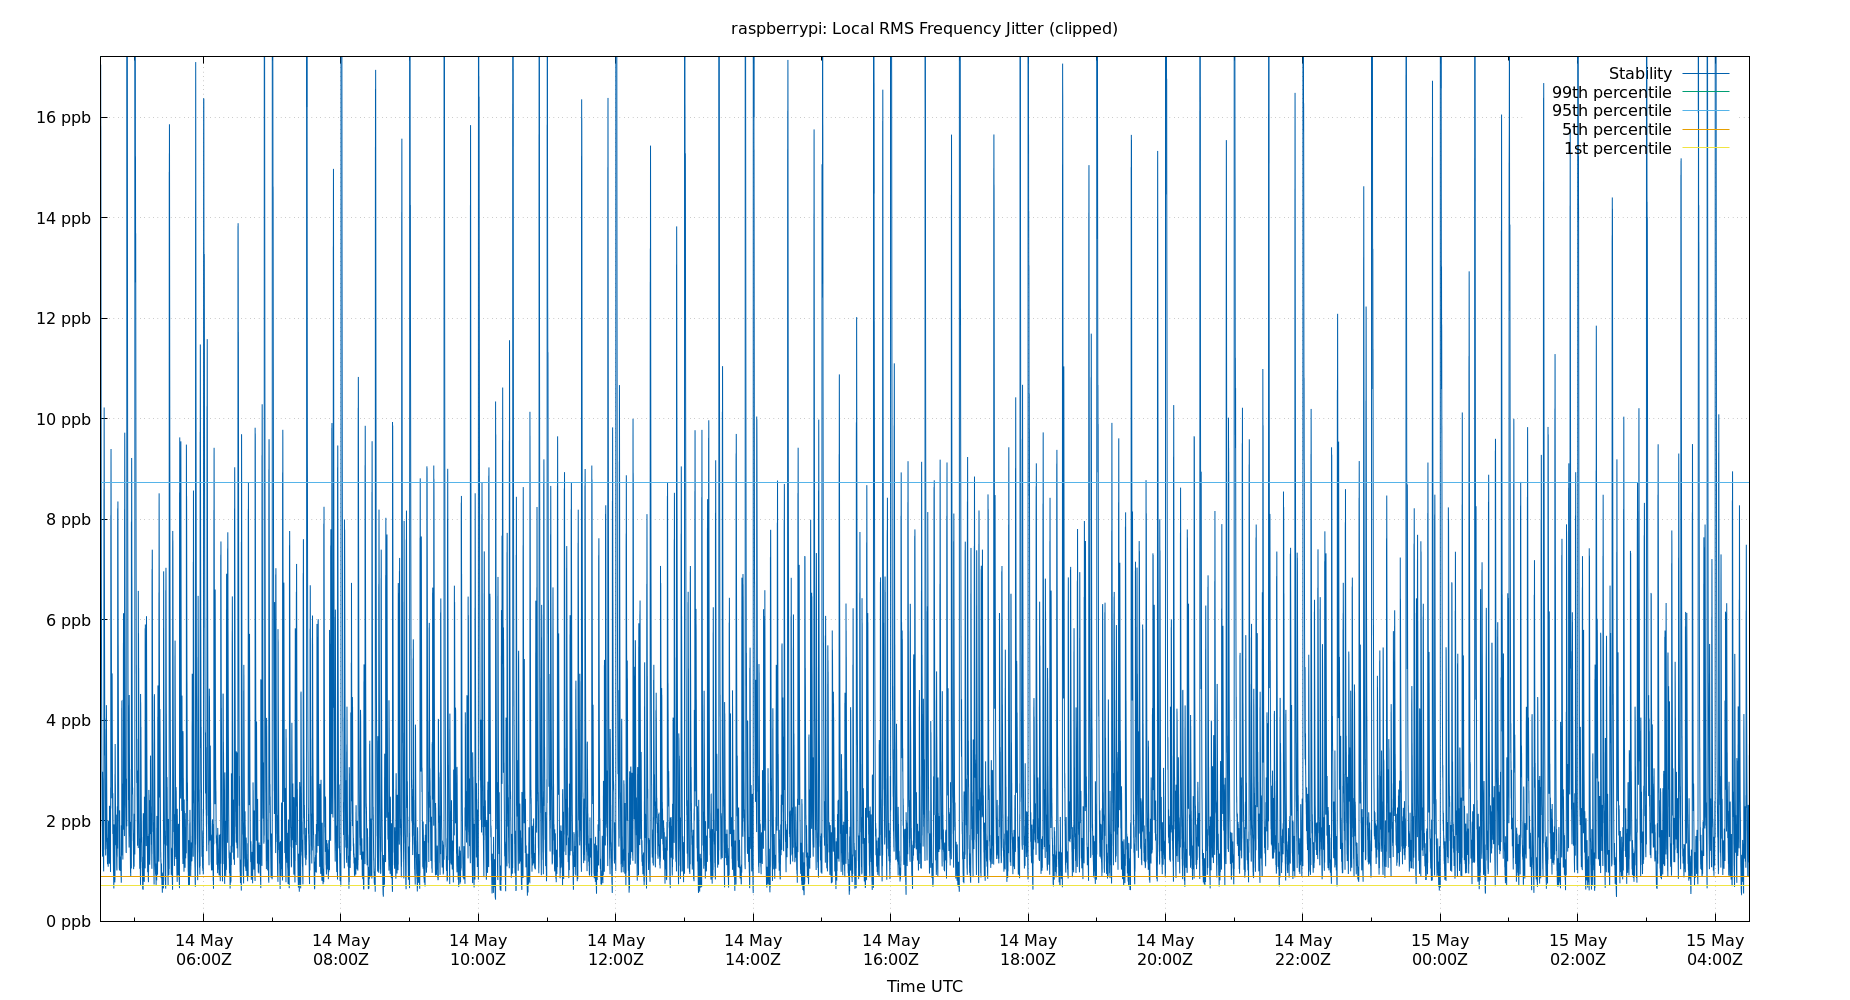 raspberrypi: Local RMS Frequency Jitter (clipped)
Stability
99th percentile
95th percentile
5th percentile
1st percentile
16 ppb
14 ppb
12 ppb
10 ppb
8 ppb
6 ppb
4 ppb
2 ppb
0 ppb
14 May 14 May 14 May 14 May 14 May 14 May 14 May 14 May 14 May 15 May 15 May 15 May
06:00Z 08:00Z 10:00Z 12:00Z 14:00Z 16:00Z 18:00Z 20:00Z 22:00Z 00:00Z 02:00Z 04:00Z
Time UTC